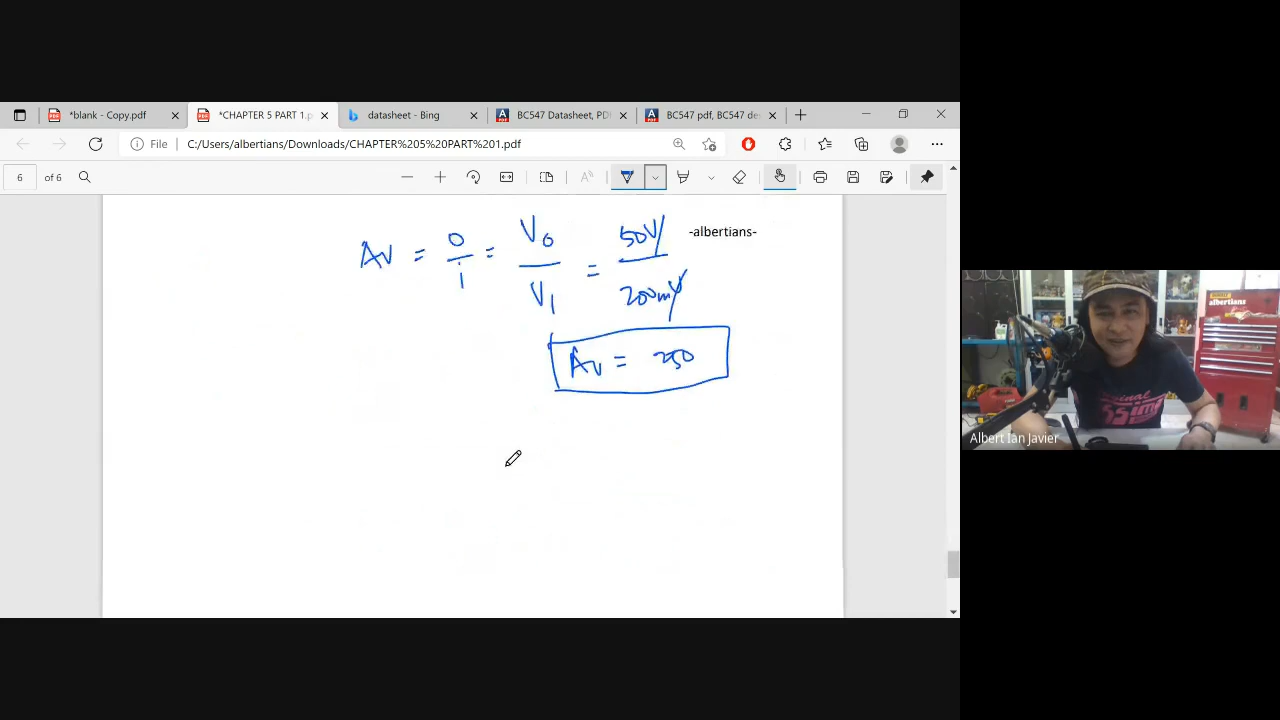 *blank - Copy.pdf
*CHAPTER 5 PART 1.p
datasheet - Bing
BC547 Datasheet, PD
BC547 pdf, BC547 de
File
C:/Users/albertians/Downloads/CHAPTER%205%20PART%201.pdf
6 of 6
-albertians-
Av = o/i = Vo/V1 = 50V/200mV
Av = 250
albertians
Albert Ian Javier